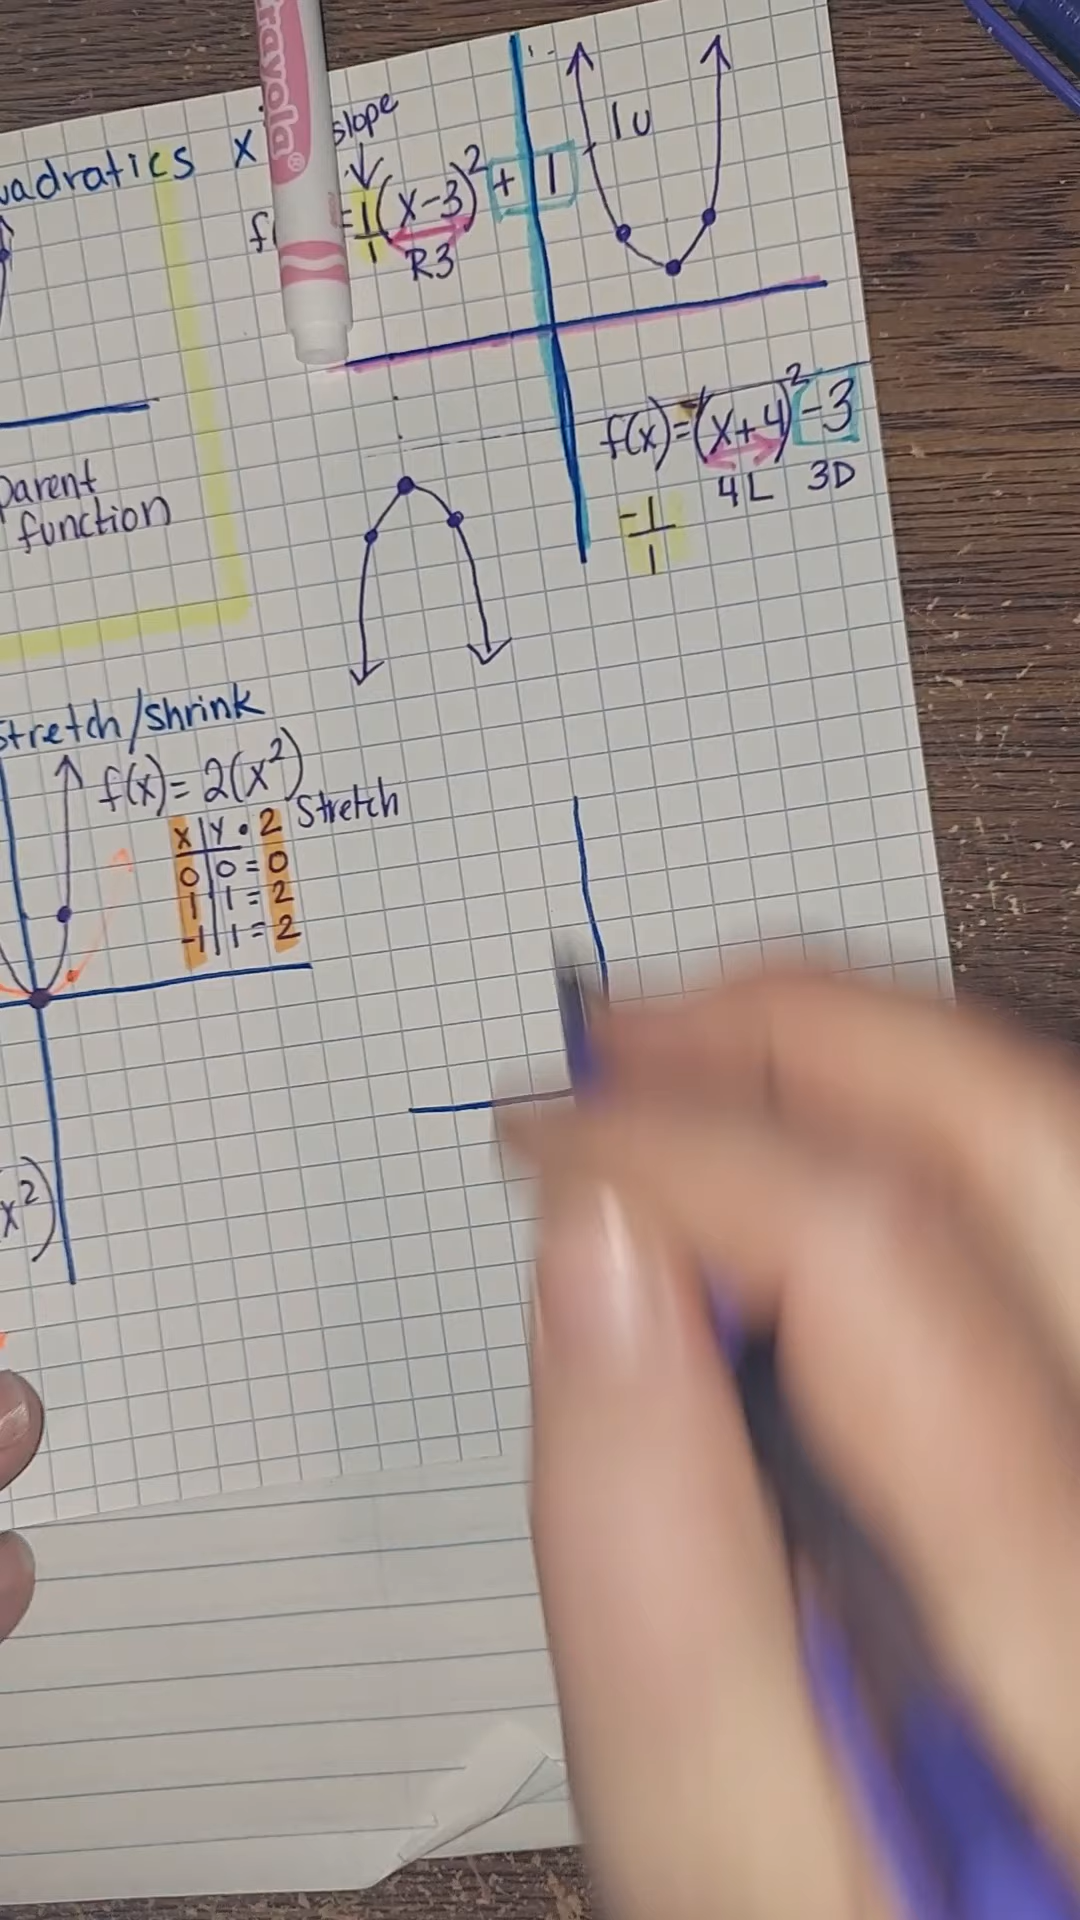 uadratics x
slope
f
=1/1(x-3)²+1
R3
1U
f(x)=-(x+4)²-3
4L 3D
-1/1
parent
function
stretch/shrink
f(x)=2(x²)
Stretch
x|y•2
0|0=0
1|1=2
-1|1=2
x²)
rayola®